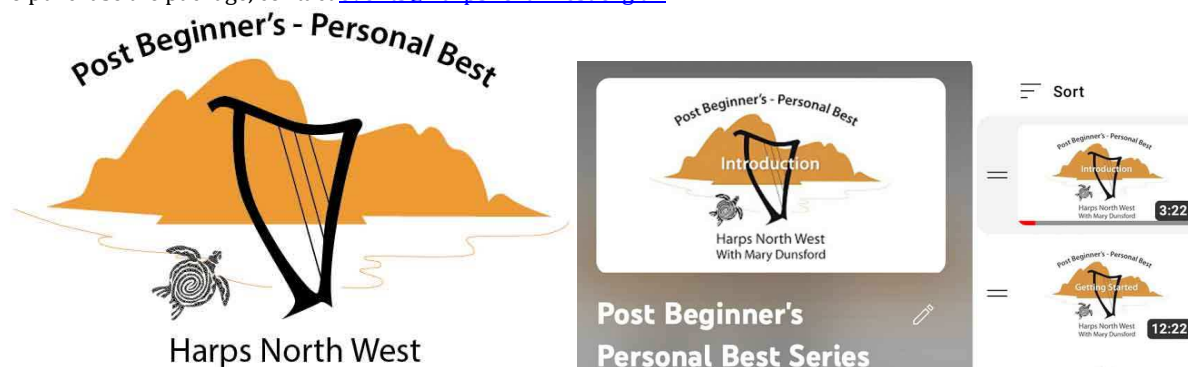 Post Beginner's - Personal Best
Harps North West
Post Beginner's - Personal Best
Introduction
Harps North West
With Mary Dunsford
Post Beginner's
Personal Best Series
Sort
Post Beginner's - Personal Best
Introduction
Harps North West
With Mary Dunsford
3:22
Post Beginner's - Personal Best
Getting Started
Harps North West
With Mary Dunsford
12:22